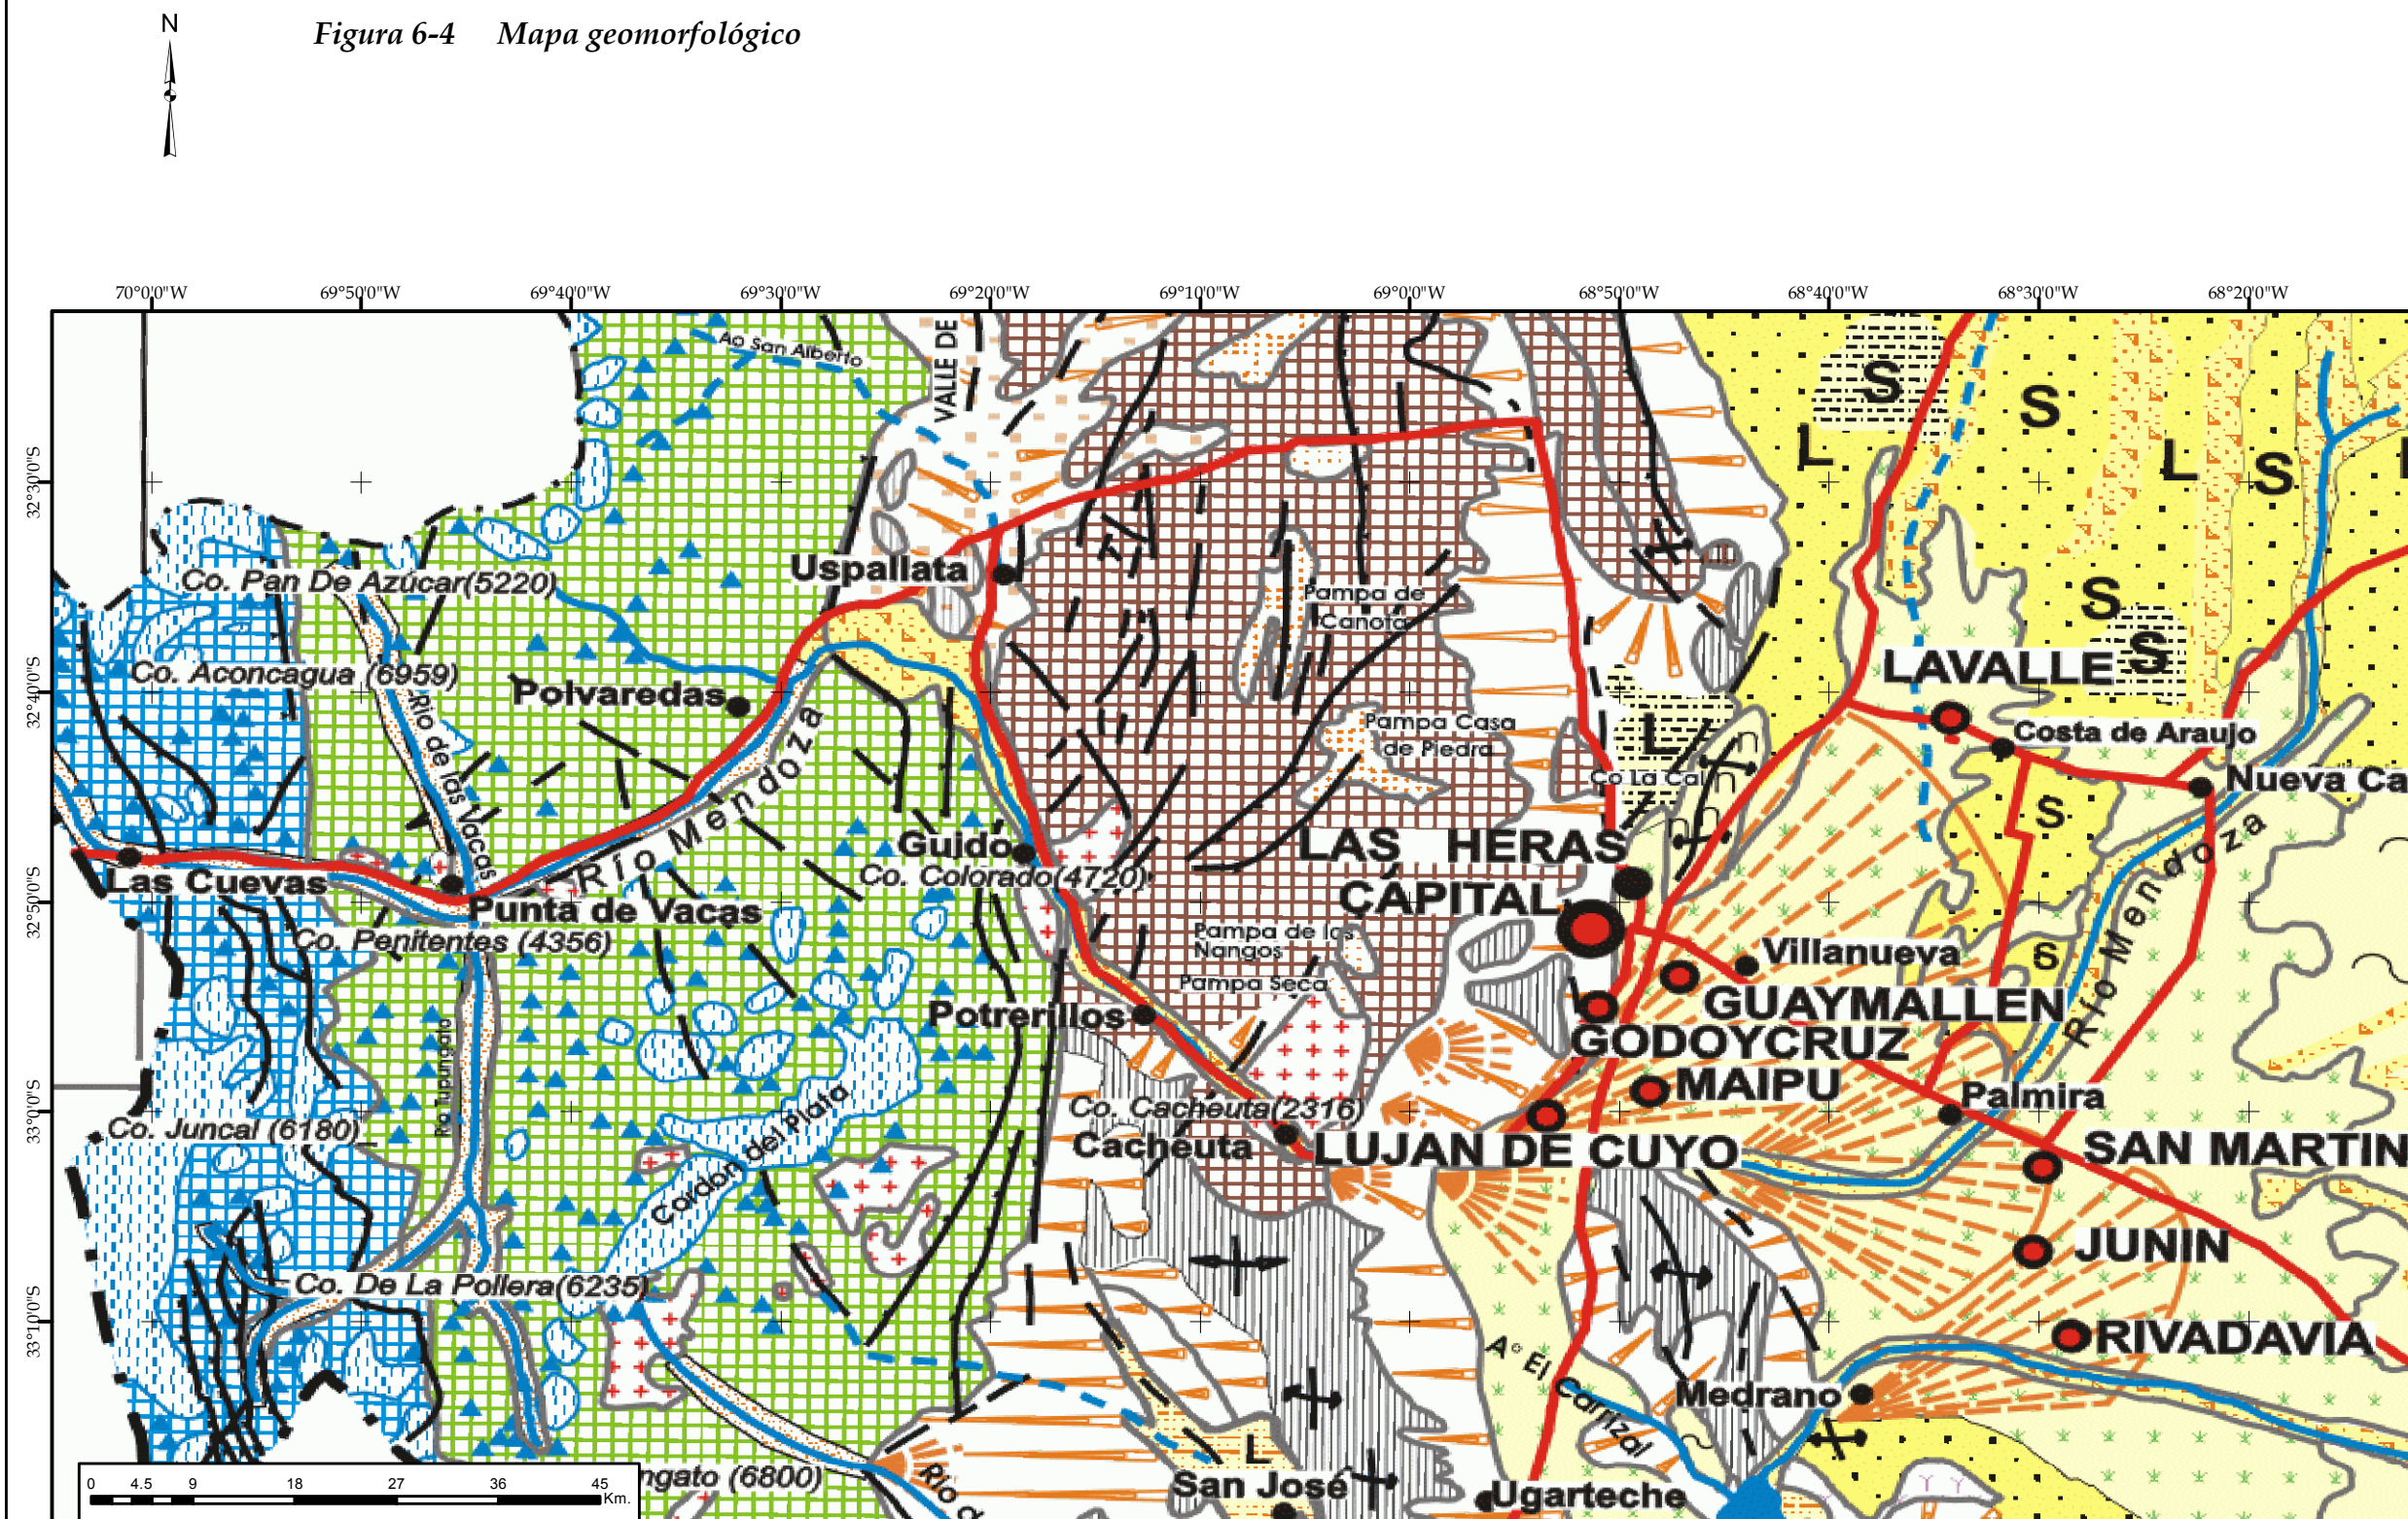 N
Figura 6-4 Mapa geomorfológico
70°0'0"W 69°50'0"W 69°40'0"W 69°30'0"W 69°20'0"W 69°10'0"W 69°0'0"W 68°50'0"W 68°40'0"W 68°30'0"W 68°20'0"W
32°30'0"S
32°40'0"S
32°50'0"S
33°0'0"S
33°10'0"S
Ao San Alberto
VALLE DE
S
S
L
L
S
Uspallata
Co. Pan De Azúcar(5220)
Pampa de
Canota
S
S
Co. Aconcagua (6959)
LAVALLE
Polvaredas
Río de las Vacas
Pampa Casa
de Piedra
L
Costa de Araujo
Co La Cal
Nueva Ca
S
Río Mendoza
Guido
LAS HERAS
Co. Colorado(4720)
Las Cuevas
CAPITAL
Punta de Vacas
Co. Penitentes (4356)
Pampa de los
Ñangos
Villanueva
S
Río Mendoza
Pampa Seca
Potrerillos
GUAYMALLEN
GODOYCRUZ
Río Tupungato
MAIPU
Palmira
Co. Juncal (6180)
Co. Cacheuta(2316)
Cacheuta
LUJAN DE CUYO
SAN MARTIN
Cordon del Plata
JUNIN
Co. De La Pollera(6235)
RIVADAVIA
A° El Carrizal
Medrano
L
ngato (6800)
San José
Río d
Ugarteche
0 4.5 9 18 27 36 45
Km.